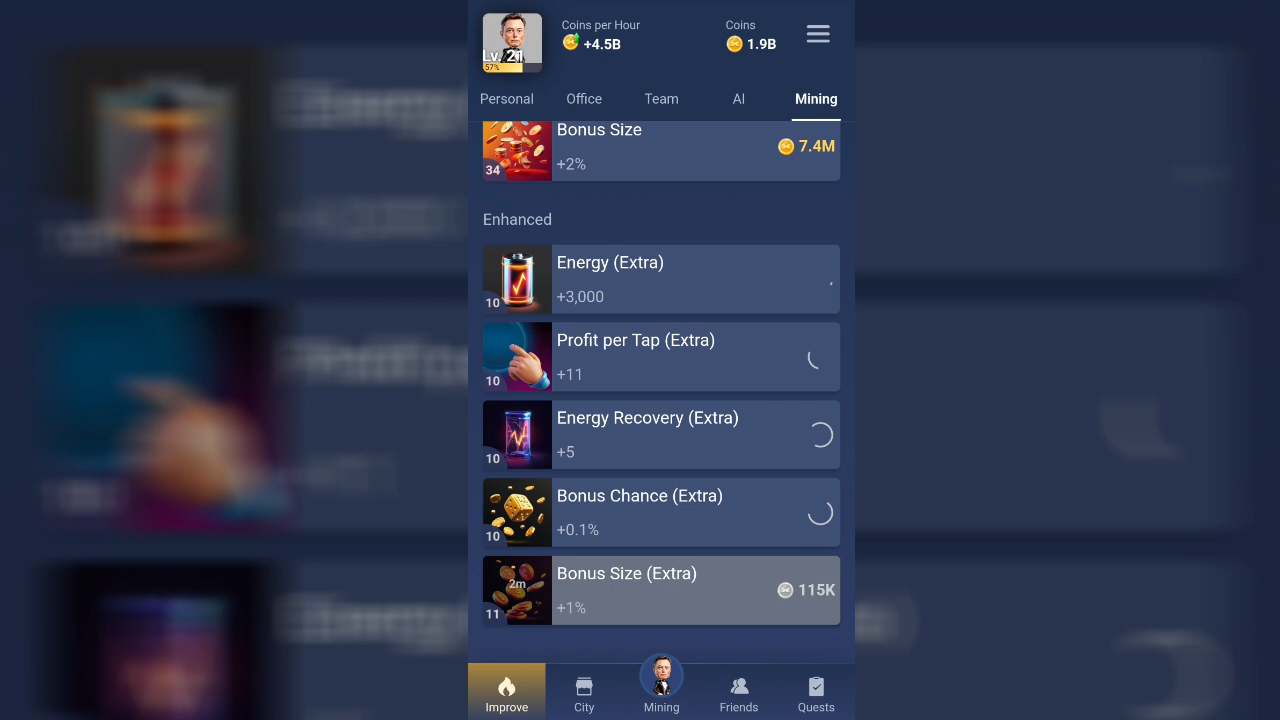 Coins per Hour
+4.5B
Coins
1.9B
Lv. 21
57%
Personal
Office
Team
AI
Mining
Bonus Size
+2%
34
7.4M
Enhanced
Energy (Extra)
+3,000
10
Profit per Tap (Extra)
+11
10
Energy Recovery (Extra)
+5
10
Bonus Chance (Extra)
+0.1%
10
Bonus Size (Extra)
2m
+1%
11
115K
Improve
City
Mining
Friends
Quests